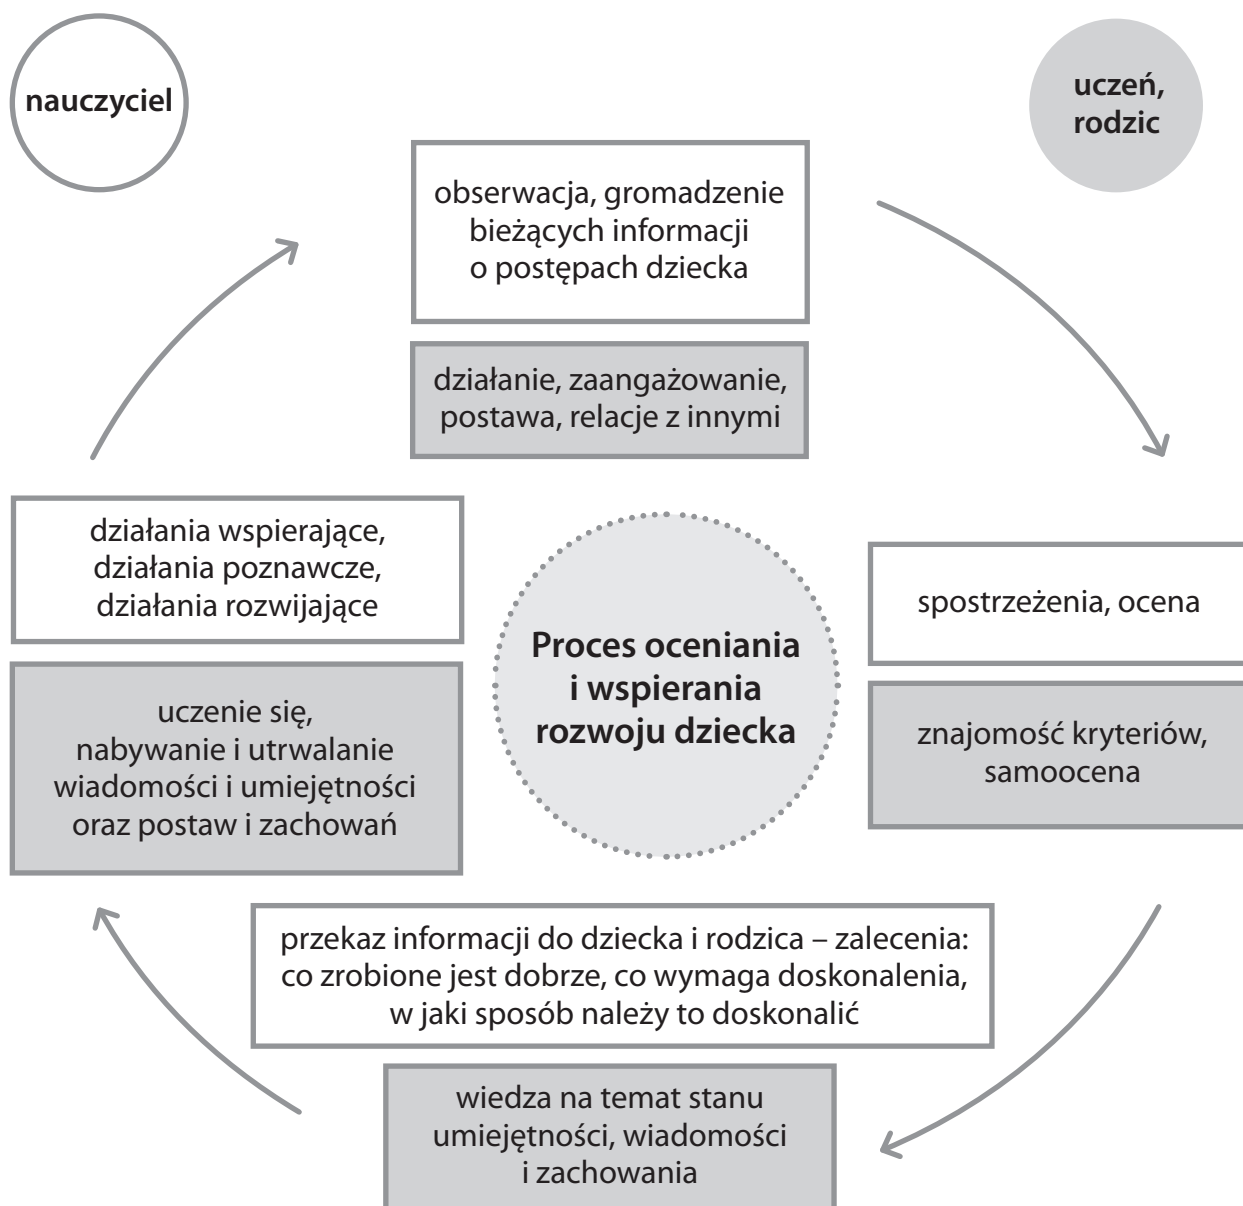 nauczyciel
uczeń,
rodzic
obserwacja, gromadzenie
bieżących informacji
o postępach dziecka
działanie, zaangażowanie,
postawa, relacje z innymi
działania wspierające,
działania poznawcze,
działania rozwijające
uczenie się,
nabywanie i utrwalanie
wiadomości i umiejętności
oraz postaw i zachowań
Proces oceniania
i wspierania
rozwoju dziecka
spostrzeżenia, ocena
znajomość kryteriów,
samoocena
przekaz informacji do dziecka i rodzica – zalecenia:
co zrobione jest dobrze, co wymaga doskonalenia,
w jaki sposób należy to doskonalić
wiedza na temat stanu
umiejętności, wiadomości
i zachowania